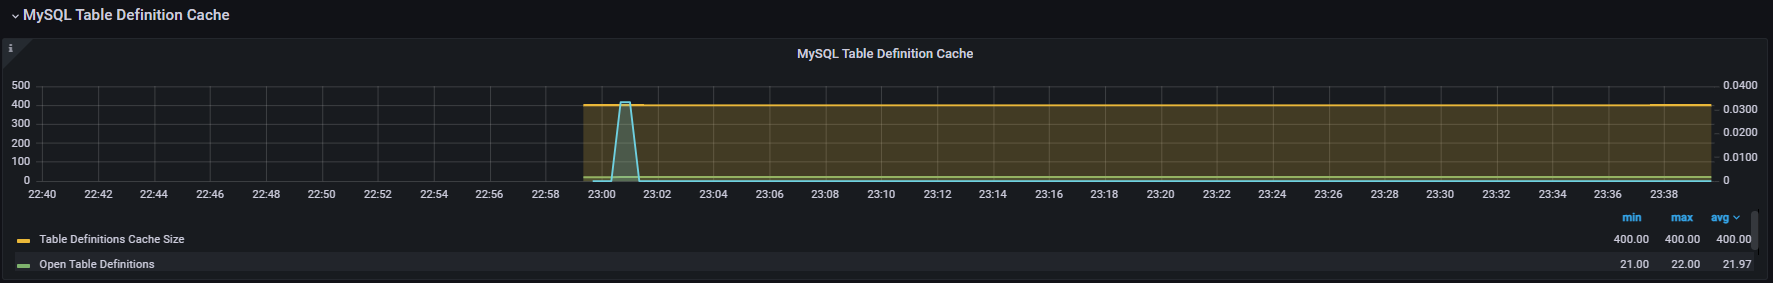 MySQL Table Definition Cache
i
MySQL Table Definition Cache
500
400
300
200
100
0
0.0400
0.0300
0.0200
0.0100
0
22:40 22:42 22:44 22:46 22:48 22:50 22:52 22:54 22:56 22:58 23:00 23:02 23:04 23:06 23:08 23:10 23:12 23:14 23:16 23:18 23:20 23:22 23:24 23:26 23:28 23:30 23:32 23:34 23:36 23:38
min max avg
Table Definitions Cache Size 400.00 400.00 400.00
Open Table Definitions 21.00 22.00 21.97